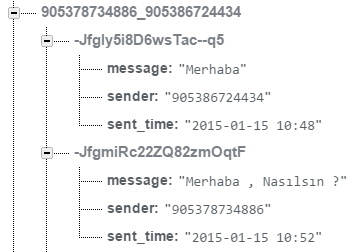 905378734886_905386724434
-Jfgly5i8D6wsTac--q5
message: "Merhaba"
sender: "905386724434"
sent_time: "2015-01-15 10:48"
-JfgmiRc22ZQ82zmOqtF
message: "Merhaba , Nasılsın ?"
sender: "905378734886"
sent_time: "2015-01-15 10:52"